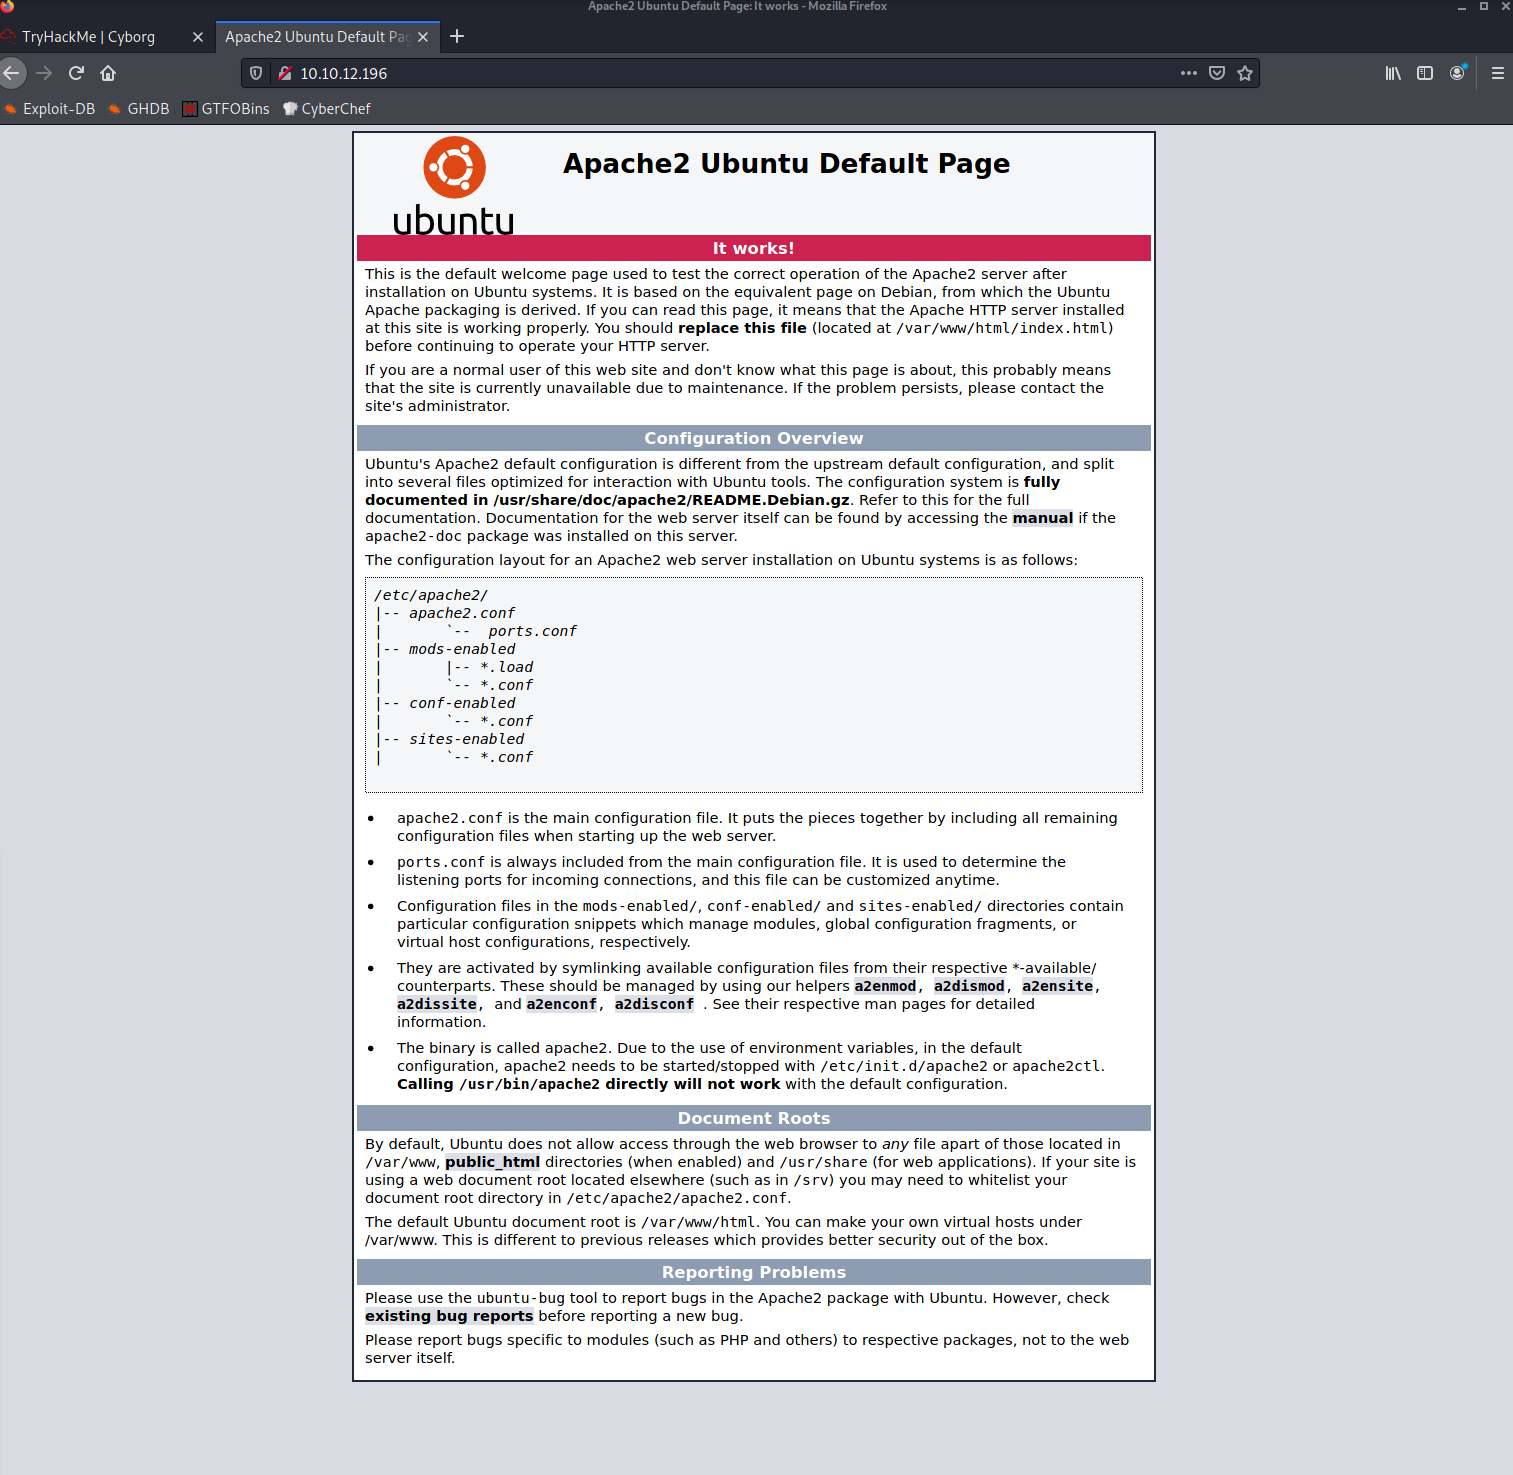 Apache2 Ubuntu Default Page: It works - Mozilla Firefox
TryHackMe | Cyborg
Apache2 Ubuntu Default Pag
10.10.12.196
Exploit-DB
GHDB
GTFOBins
CyberChef
ubuntu
Apache2 Ubuntu Default Page
It works!
This is the default welcome page used to test the correct operation of the Apache2 server after
installation on Ubuntu systems. It is based on the equivalent page on Debian, from which the Ubuntu
Apache packaging is derived. If you can read this page, it means that the Apache HTTP server installed
at this site is working properly. You should replace this file (located at /var/www/html/index.html)
before continuing to operate your HTTP server.
If you are a normal user of this web site and don't know what this page is about, this probably means
that the site is currently unavailable due to maintenance. If the problem persists, please contact the
site's administrator.
Configuration Overview
Ubuntu's Apache2 default configuration is different from the upstream default configuration, and split
into several files optimized for interaction with Ubuntu tools. The configuration system is fully
documented in /usr/share/doc/apache2/README.Debian.gz. Refer to this for the full
documentation. Documentation for the web server itself can be found by accessing the manual if the
apache2-doc package was installed on this server.
The configuration layout for an Apache2 web server installation on Ubuntu systems is as follows:
/etc/apache2/
|-- apache2.conf
|       `--  ports.conf
|-- mods-enabled
|       |-- *.load
|       `-- *.conf
|-- conf-enabled
|       `-- *.conf
|-- sites-enabled
|       `-- *.conf
• apache2.conf is the main configuration file. It puts the pieces together by including all remaining
configuration files when starting up the web server.
• ports.conf is always included from the main configuration file. It is used to determine the
listening ports for incoming connections, and this file can be customized anytime.
• Configuration files in the mods-enabled/, conf-enabled/ and sites-enabled/ directories contain
particular configuration snippets which manage modules, global configuration fragments, or
virtual host configurations, respectively.
• They are activated by symlinking available configuration files from their respective *-available/
counterparts. These should be managed by using our helpers a2enmod, a2dismod, a2ensite,
a2dissite, and a2enconf, a2disconf . See their respective man pages for detailed
information.
• The binary is called apache2. Due to the use of environment variables, in the default
configuration, apache2 needs to be started/stopped with /etc/init.d/apache2 or apache2ctl.
Calling /usr/bin/apache2 directly will not work with the default configuration.
Document Roots
By default, Ubuntu does not allow access through the web browser to any file apart of those located in
/var/www, public_html directories (when enabled) and /usr/share (for web applications). If your site is
using a web document root located elsewhere (such as in /srv) you may need to whitelist your
document root directory in /etc/apache2/apache2.conf.
The default Ubuntu document root is /var/www/html. You can make your own virtual hosts under
/var/www. This is different to previous releases which provides better security out of the box.
Reporting Problems
Please use the ubuntu-bug tool to report bugs in the Apache2 package with Ubuntu. However, check
existing bug reports before reporting a new bug.
Please report bugs specific to modules (such as PHP and others) to respective packages, not to the web
server itself.